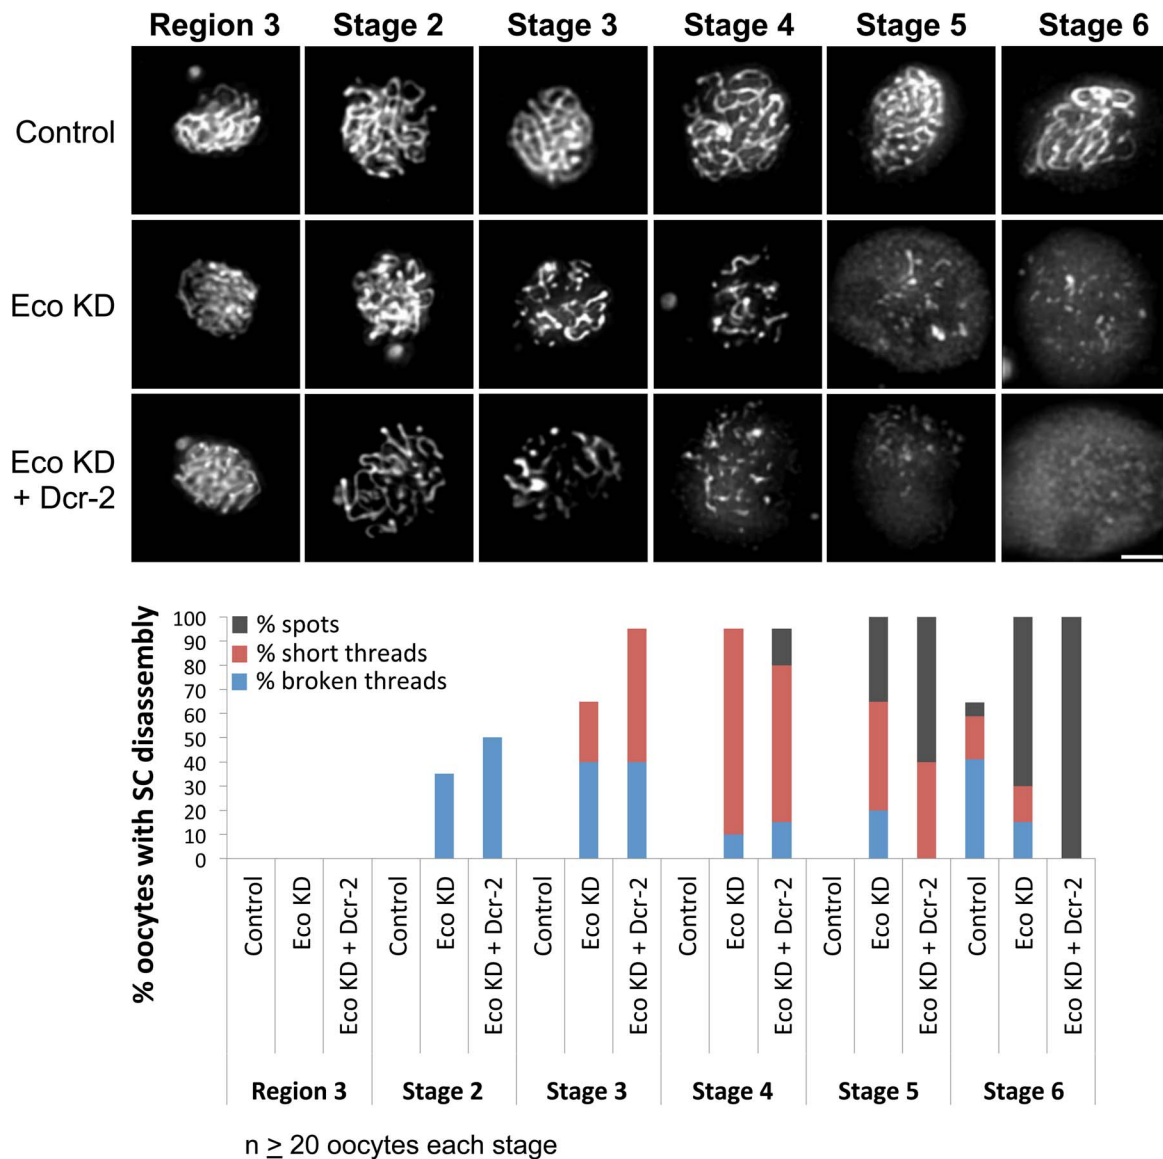 Region 3 Stage 2 Stage 3 Stage 4 Stage 5 Stage 6
Control
Eco KD
Eco KD
+ Dcr-2
% oocytes with SC disassembly
100
90
80
70
60
50
40
30
20
10
0
% spots
% short threads
% broken threads
Control
Eco KD
Eco KD + Dcr-2
Control
Eco KD
Eco KD + Dcr-2
Control
Eco KD
Eco KD + Dcr-2
Control
Eco KD
Eco KD + Dcr-2
Control
Eco KD
Eco KD + Dcr-2
Control
Eco KD
Eco KD + Dcr-2
Region 3 Stage 2 Stage 3 Stage 4 Stage 5 Stage 6
n ≥ 20 oocytes each stage